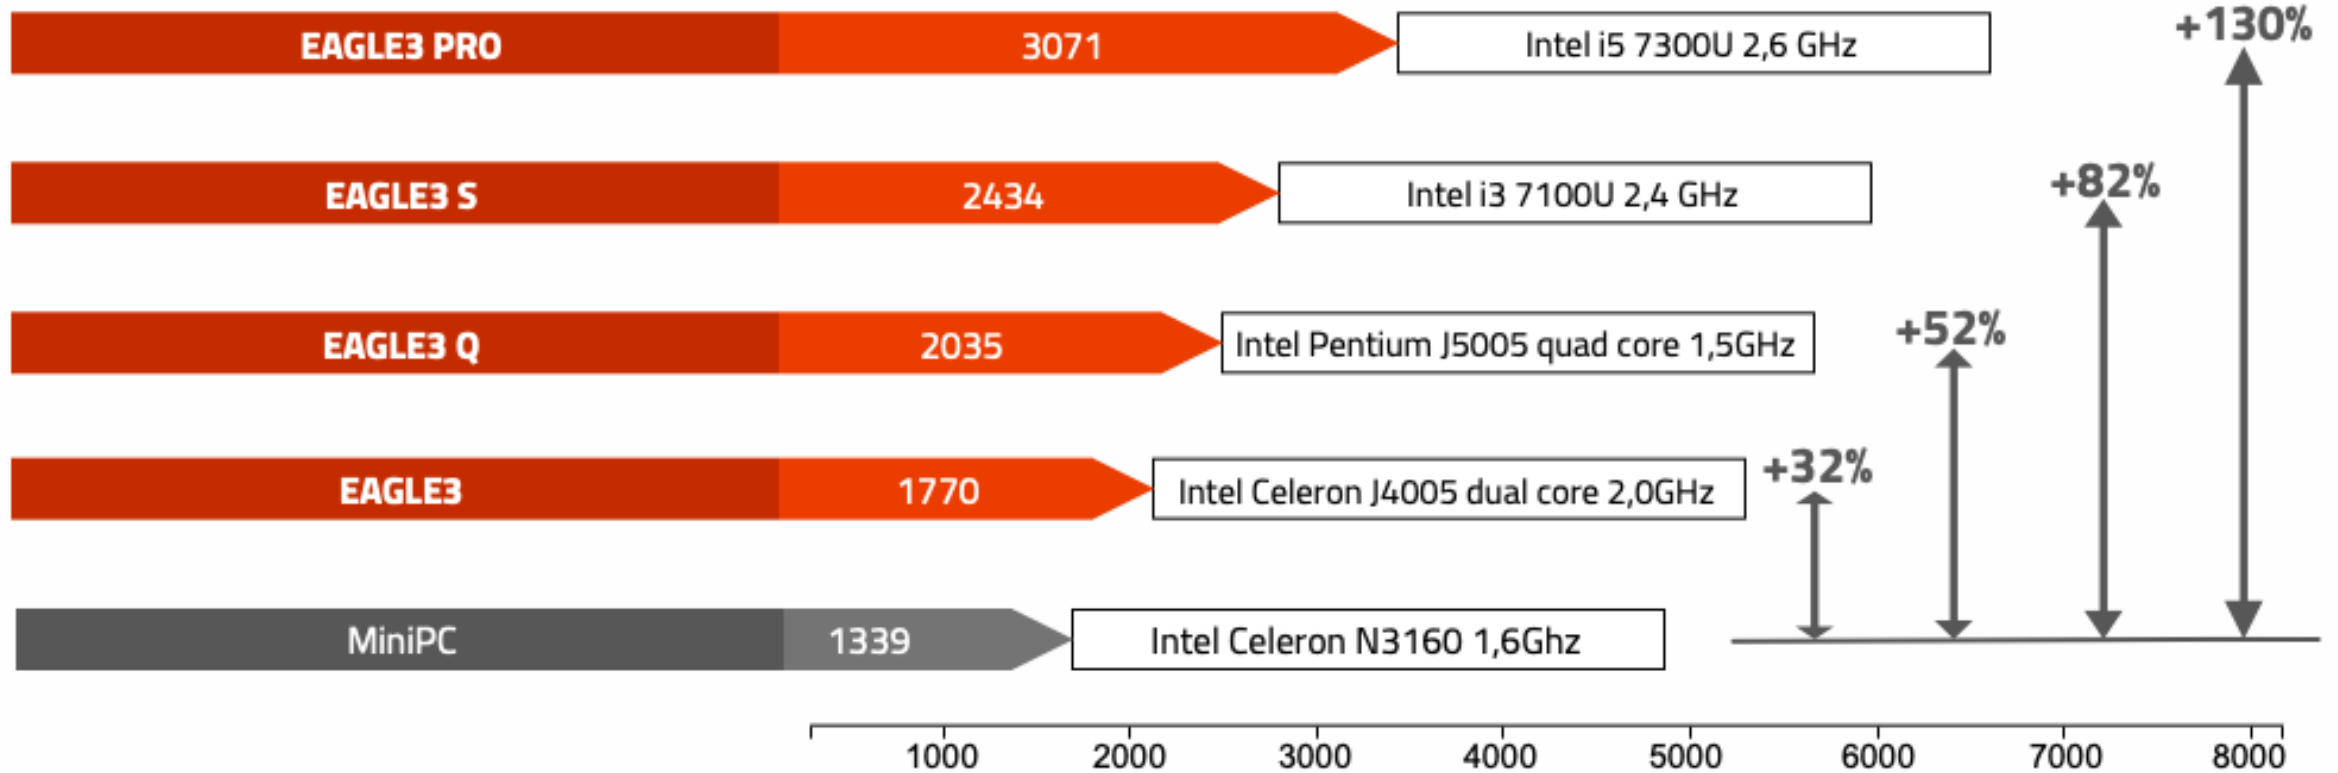 +130%
EAGLE3 PRO 3071 Intel i5 7300U 2,6 GHz
+82%
EAGLE3 S 2434 Intel i3 7100U 2,4 GHz
+52%
EAGLE3 Q 2035 Intel Pentium J5005 quad core 1,5GHz
+32%
EAGLE3 1770 Intel Celeron J4005 dual core 2,0GHz
MiniPC 1339 Intel Celeron N3160 1,6Ghz
1000 2000 3000 4000 5000 6000 7000 8000